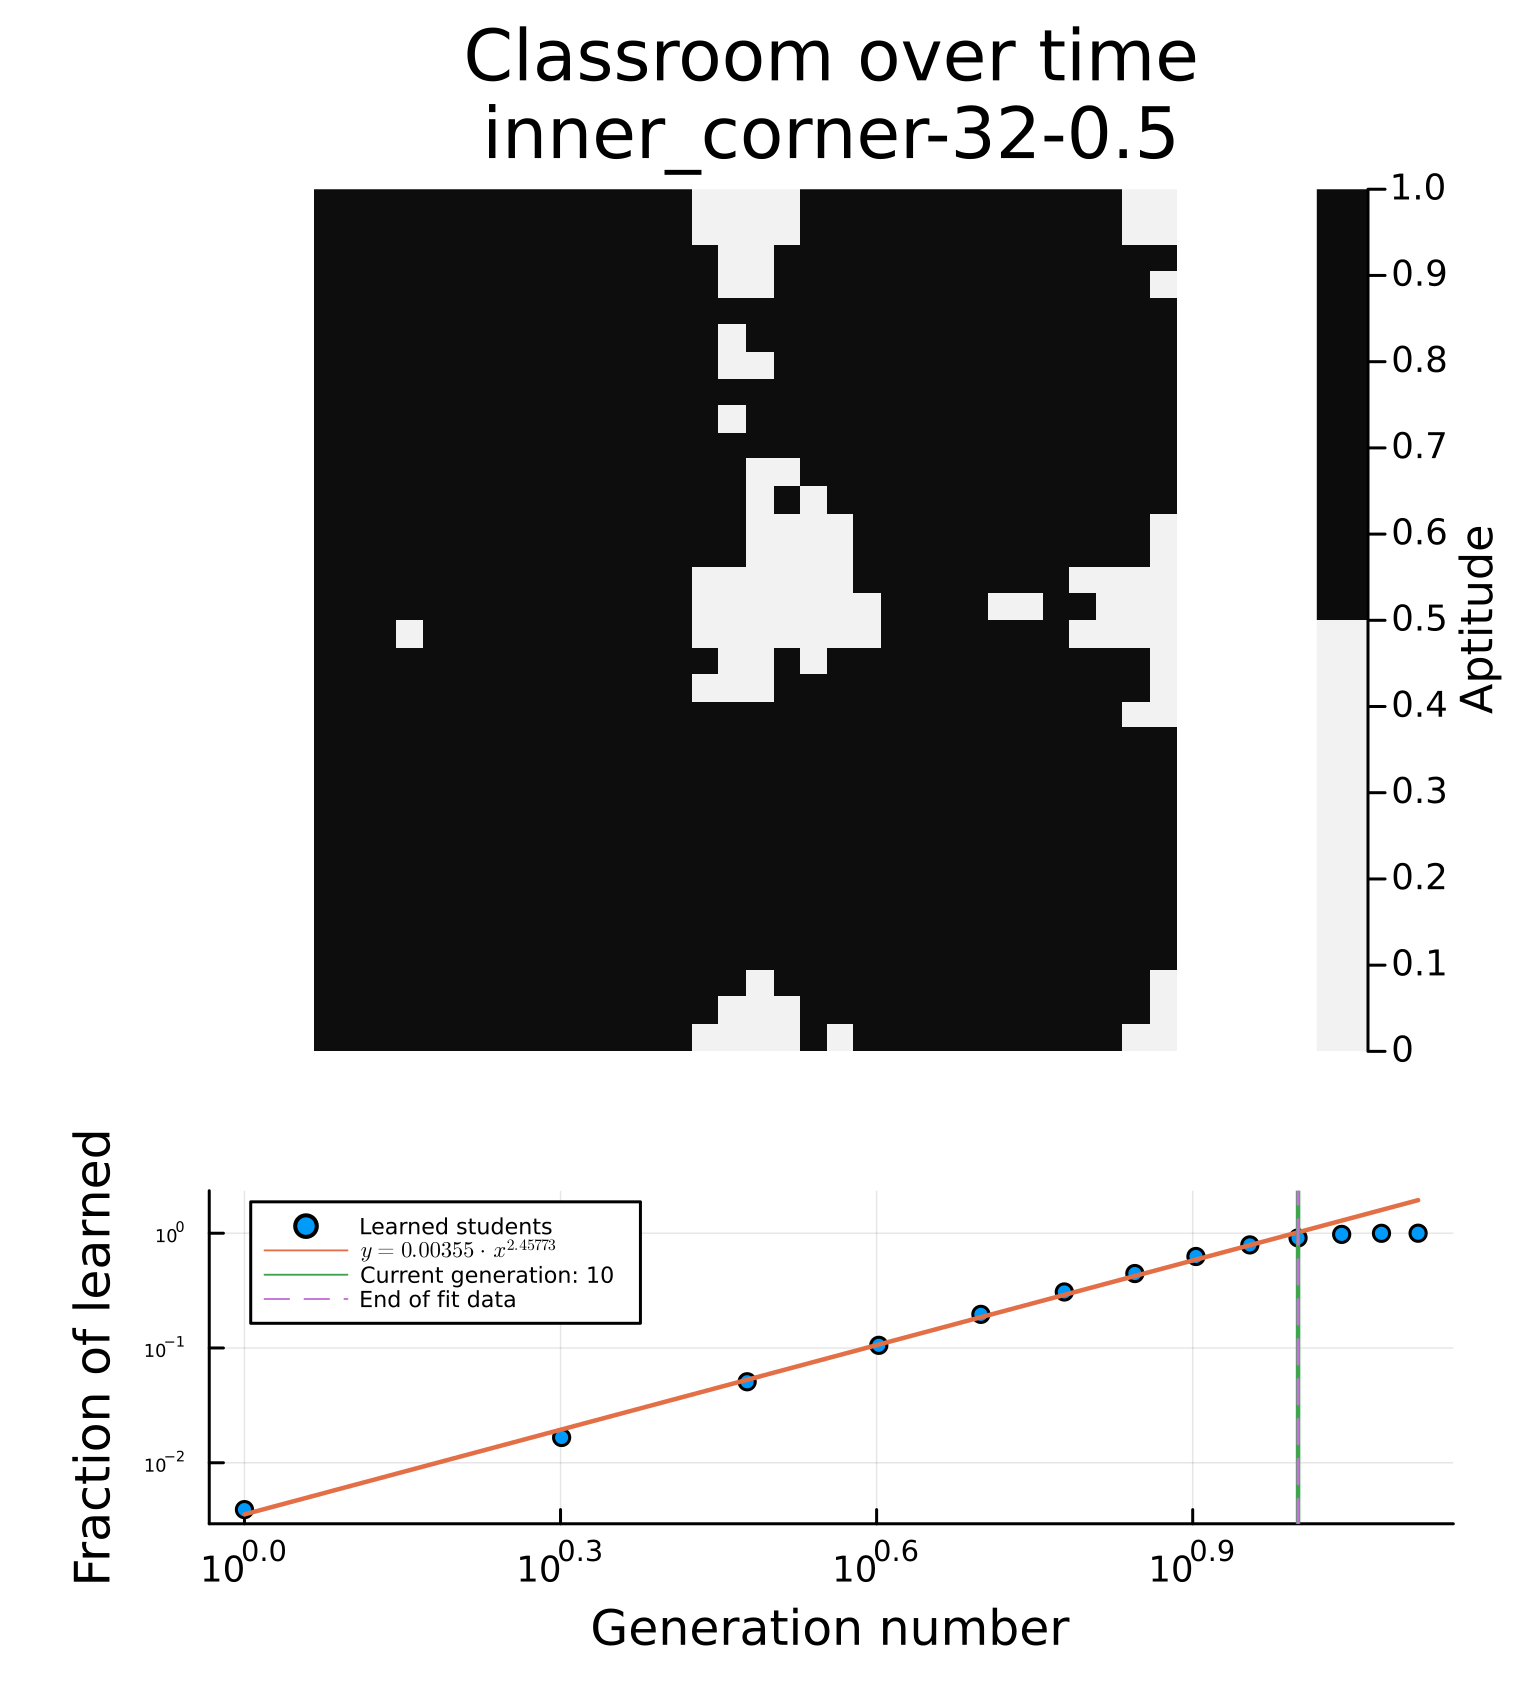 Classroom over time
inner_corner-32-0.5
1.0
0.9
0.8
0.7
0.6
0.5
0.4
0.3
0.2
0.1
0
Aptitude
Fraction of learned
10⁰
10⁻¹
10⁻²
Learned students
y = 0.00355 · x^2.45773
Current generation: 10
End of fit data
10^0.0
10^0.3
10^0.6
10^0.9
Generation number